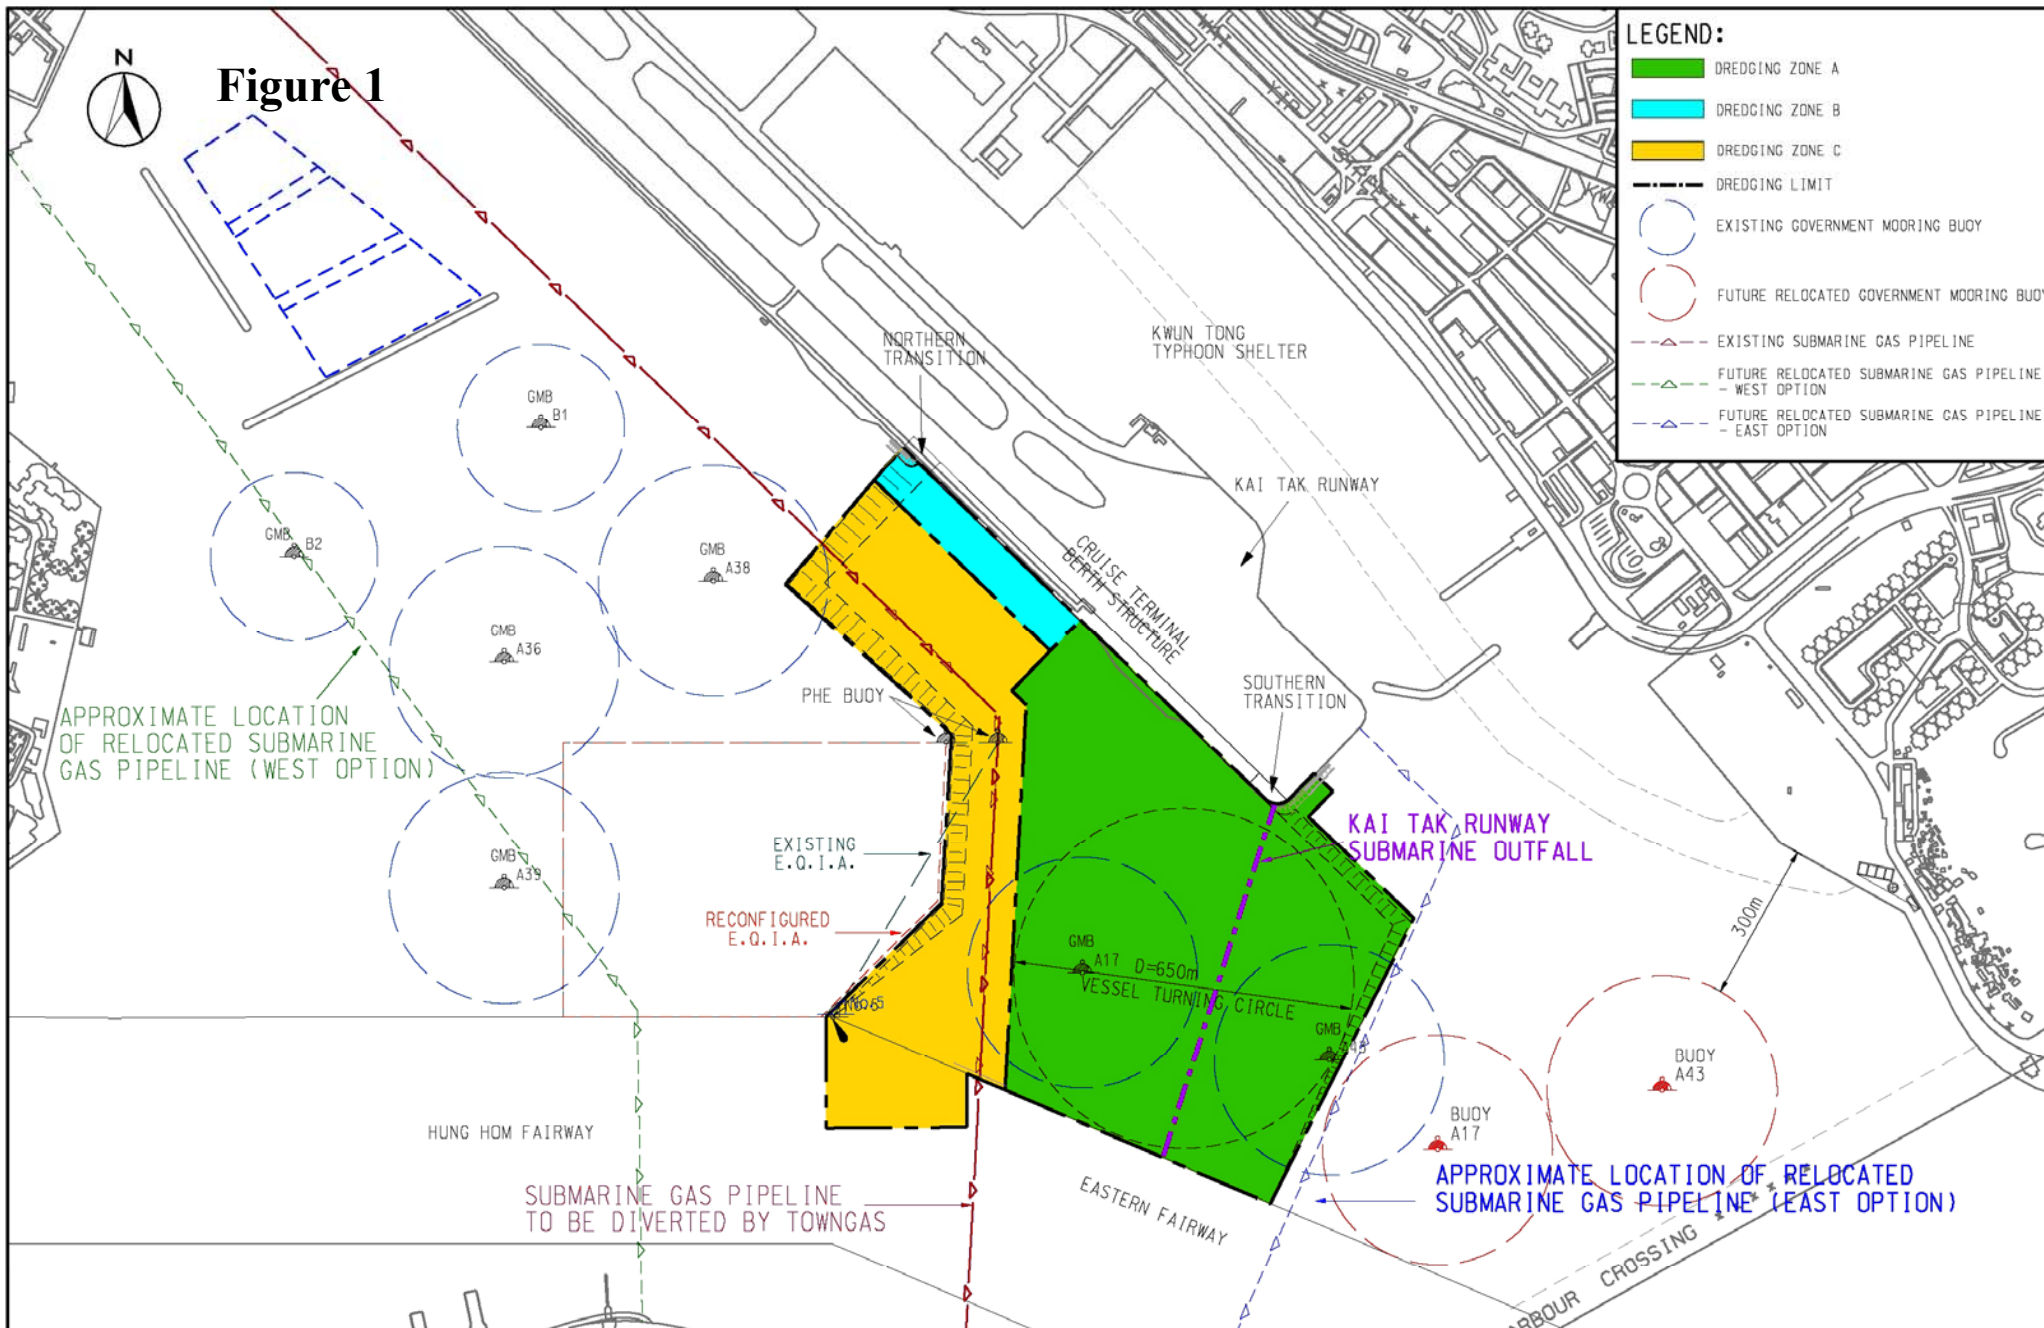 Figure 1
N
LEGEND:
DREDGING ZONE A
DREDGING ZONE B
DREDGING ZONE C
DREDGING LIMIT
EXISTING GOVERNMENT MOORING BUOY
FUTURE RELOCATED GOVERNMENT MOORING BUOY
EXISTING SUBMARINE GAS PIPELINE
FUTURE RELOCATED SUBMARINE GAS PIPELINE
- WEST OPTION
FUTURE RELOCATED SUBMARINE GAS PIPELINE
- EAST OPTION
NORTHERN
TRANSITION
KWUN TONG
TYPHOON SHELTER
KAI TAK RUNWAY
CRUISE TERMINAL
BERTH STRUCTURE
SOUTHERN
TRANSITION
GMB
B1
GMB
B2
GMB
A38
GMB
A36
GMB
A39
PHE BUOY
APPROXIMATE LOCATION
OF RELOCATED SUBMARINE
GAS PIPELINE (WEST OPTION)
EXISTING
E.Q.I.A.
RECONFIGURED
E.Q.I.A.
KAI TAK RUNWAY
SUBMARINE OUTFALL
300m
GMB
A17
D=650m
VESSEL TURNING CIRCLE
GMB
BUOY
A43
BUOY
A17
HUNG HOM FAIRWAY
SUBMARINE GAS PIPELINE
TO BE DIVERTED BY TOWNGAS
EASTERN FAIRWAY
APPROXIMATE LOCATION OF RELOCATED
SUBMARINE GAS PIPELINE (EAST OPTION)
CROSSING